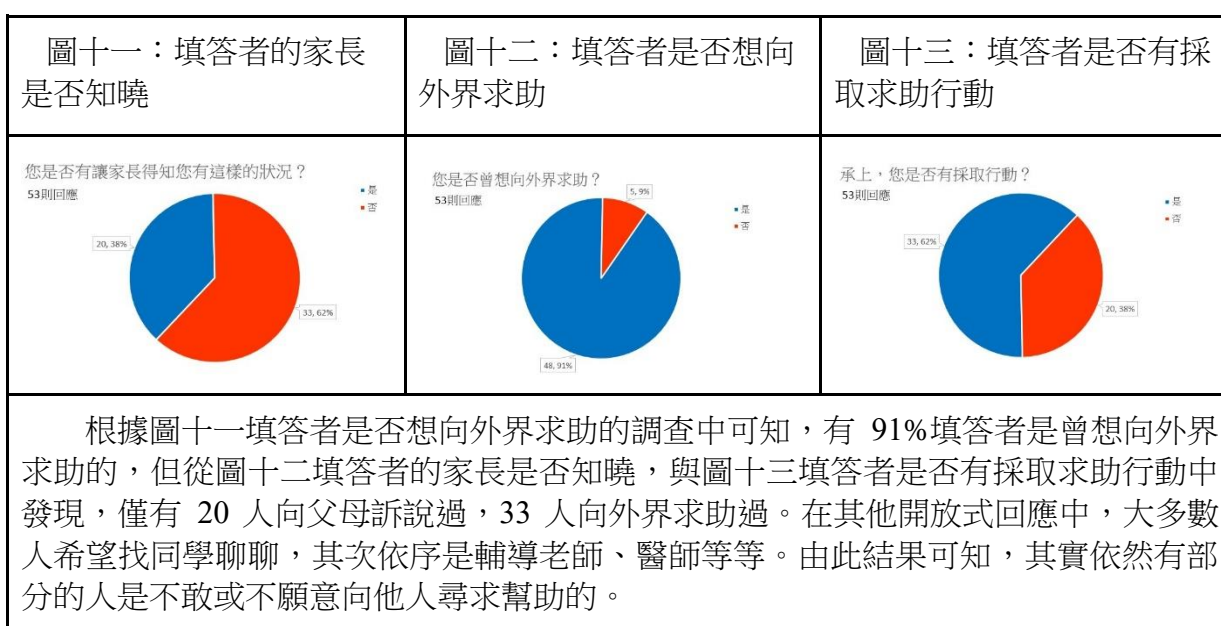 圖十一：填答者的家長
是否知曉
圖十二：填答者是否想向
外界求助
圖十三：填答者是否有採
取求助行動
您是否有讓家長得知您有這樣的狀況？
53則回應
是
否
20, 38%
33, 62%
您是否曾想向外界求助？
53則回應
5, 9%
是
否
48, 91%
承上，您是否有採取行動？
53則回應
是
否
33, 62%
20, 38%
根據圖十一填答者是否想向外界求助的調查中可知，有 91%填答者是曾想向外界
求助的，但從圖十二填答者的家長是否知曉，與圖十三填答者是否有採取求助行動中
發現，僅有 20 人向父母訴說過，33 人向外界求助過。在其他開放式回應中，大多數
人希望找同學聊聊，其次依序是輔導老師、醫師等等。由此結果可知，其實依然有部
分的人是不敢或不願意向他人尋求幫助的。